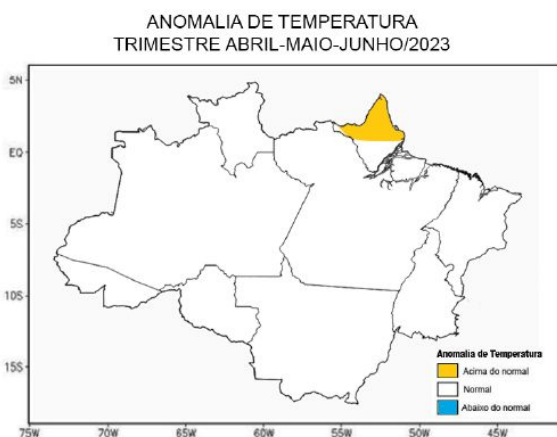 ANOMALIA DE TEMPERATURA
TRIMESTRE ABRIL-MAIO-JUNHO/2023
5N
EQ
5S
10S
15S
75W
70W
65W
60W
55W
50W
45W
Anomalia de Temperatura
Acima do normal
Normal
Abaixo do normal